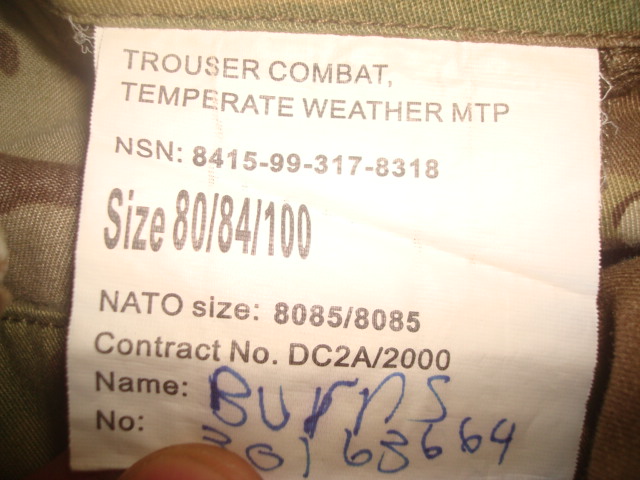 TROUSER COMBAT,
TEMPERATE WEATHER MTP
NSN: 8415-99-317-8318
Size 80/84/100
NATO size: 8085/8085
Contract No. DC2A/2000
Name: Burns
No: 30163664